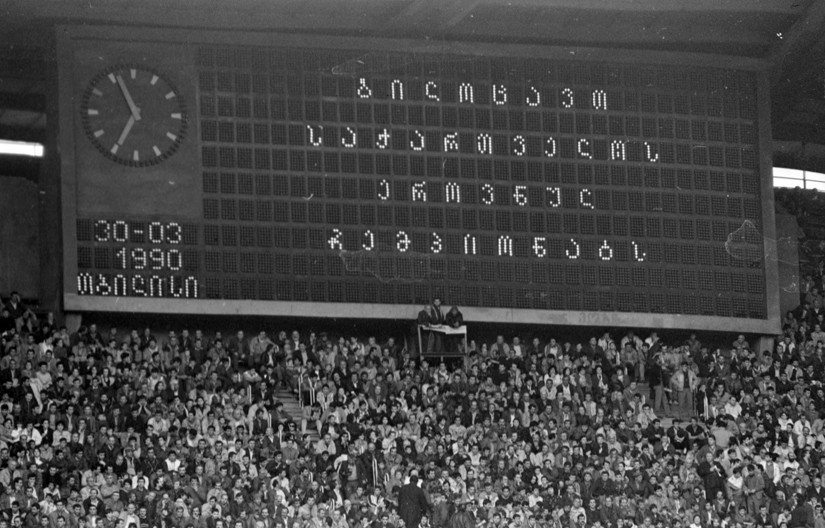 გილოცავთ
საქართველოს
ეროვნულ
ჩემპიონატს
30-03
1990
თბილისი